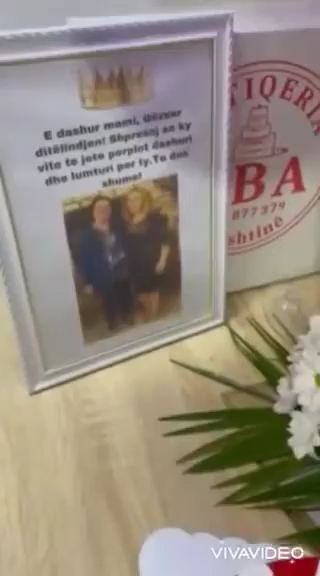 E dashur mami, Gëzuar
ditëlindjen! Shpresoj se ky
vite te jete perplot dashuri
dhe lumturi per ty. Te dua
shume!
TIQERIA
BA
877379
shtinë
VIVAVIDEO